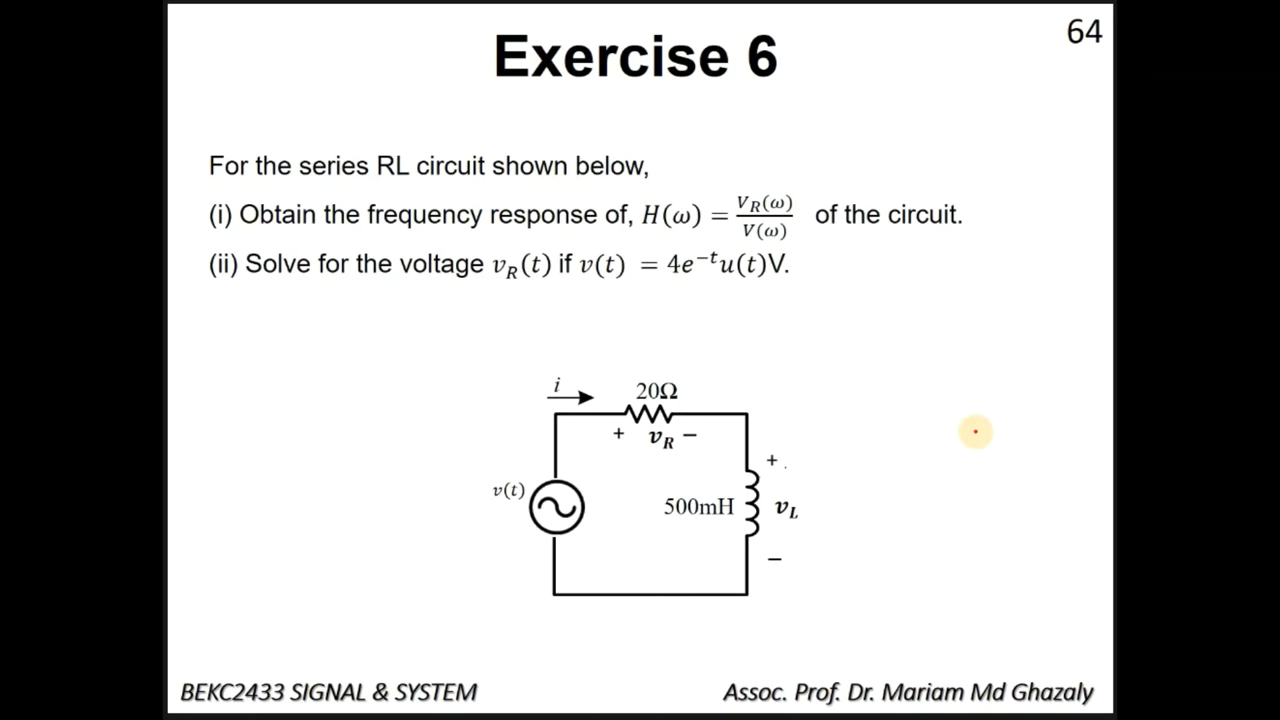 64
Exercise 6
For the series RL circuit shown below,
(i) Obtain the frequency response of, H(ω) = V_R(ω)/V(ω) of the circuit.
(ii) Solve for the voltage v_R(t) if v(t) = 4e^{-t}u(t)V.
i
20Ω
+ v_R −
+
v(t)
500mH
v_L
−
BEKC2433 SIGNAL & SYSTEM
Assoc. Prof. Dr. Mariam Md Ghazaly